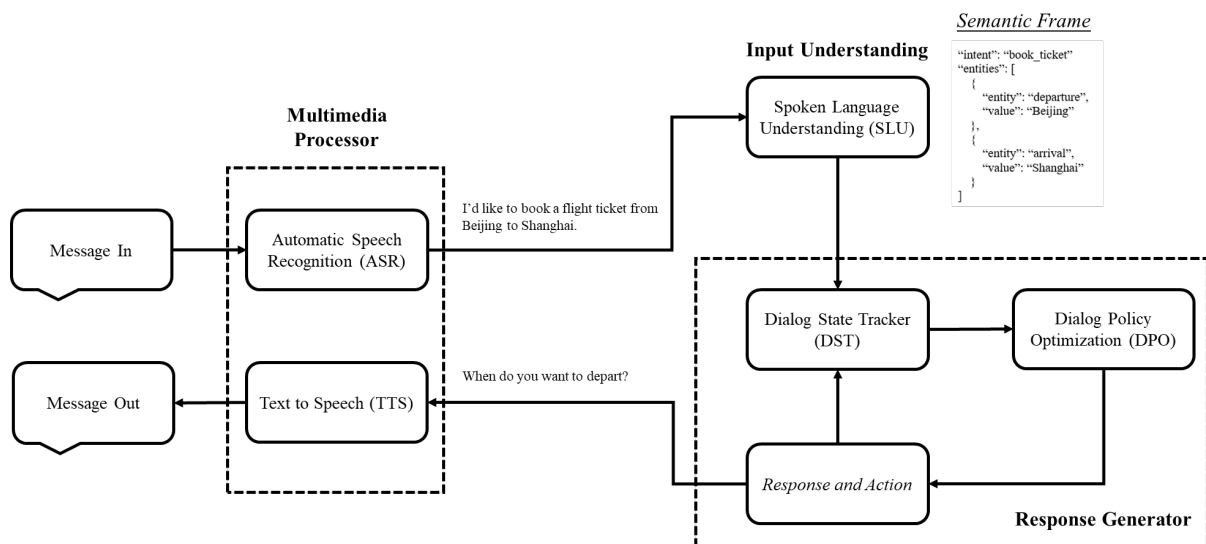 Semantic Frame
Input Understanding
“intent”: “book_ticket”
“entities”: [
{
“entity”: “departure”,
“value”: “Beijing”
},
{
“entity”: “arrival”,
“value”: “Shanghai”
}
]
Spoken Language
Understanding (SLU)
Multimedia
Processor
I’d like to book a flight ticket from
Beijing to Shanghai.
Message In
Automatic Speech
Recognition (ASR)
Dialog State Tracker
(DST)
Dialog Policy
Optimization (DPO)
When do you want to depart?
Message Out
Text to Speech (TTS)
Response and Action
Response Generator